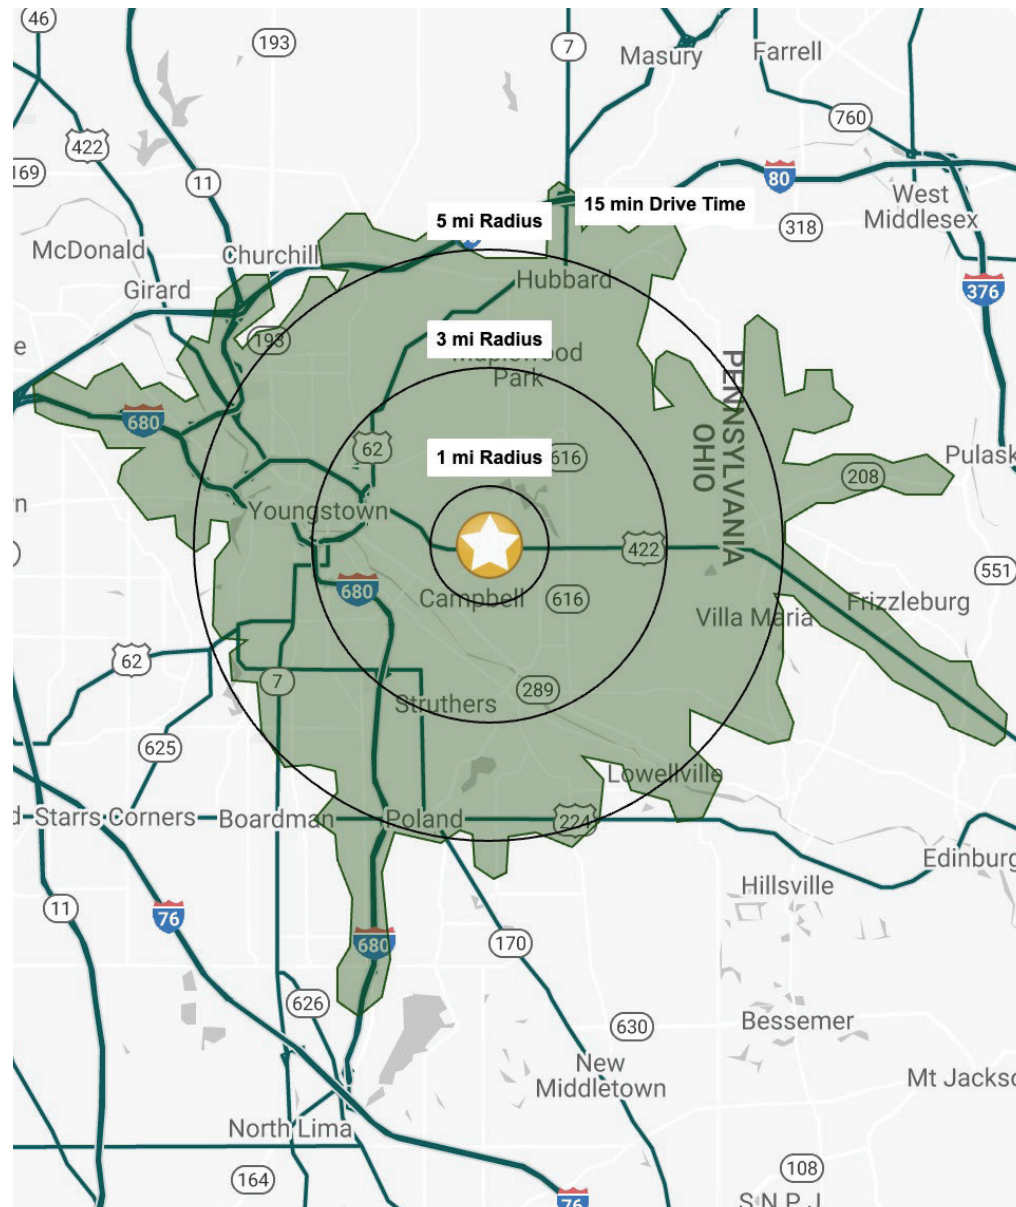 46
193
7
Masury
Farrell
422
760
169
11
80
West
Middlesex
5 mi Radius
15 min Drive Time
318
McDonald
Churchill
Girard
Hubbard
376
193
e
3 mi Radius
Maplewood
Park
PENNSYLVANIA
OHIO
680
62
1 mi Radius
616
208
Pulask
n
Youngstown
422
551
680
Campbell
616
Villa Maria
Frizzleburg
62
7
289
Struthers
625
Lowellville
d
Starrs Corners
Boardman
Poland
224
Edinburg
Hillsville
11
76
680
170
626
630
Bessemer
New
Middletown
Mt Jackso
North Lima
164
108
76
S.N.P.J.